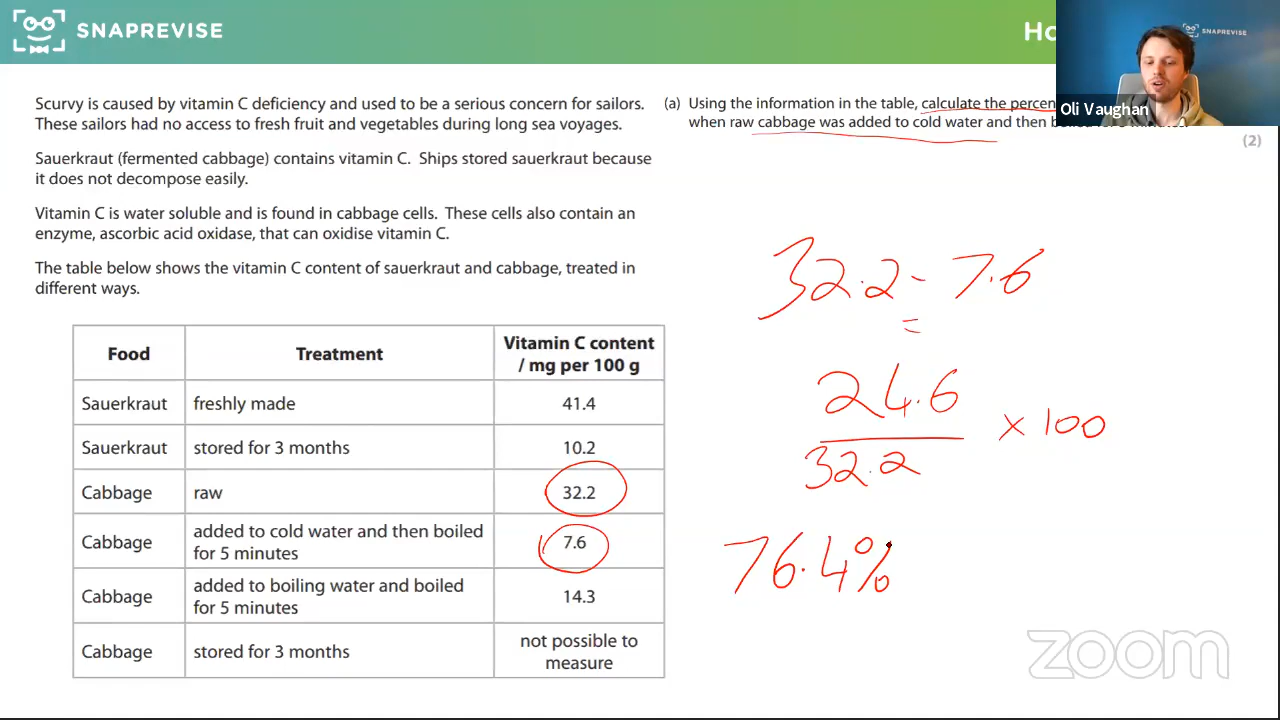 SNAPREVISE
Ho
SNAPREVISE
Oli Vaughan
Scurvy is caused by vitamin C deficiency and used to be a serious concern for sailors.
These sailors had no access to fresh fruit and vegetables during long sea voyages.
Sauerkraut (fermented cabbage) contains vitamin C. Ships stored sauerkraut because
it does not decompose easily.
Vitamin C is water soluble and is found in cabbage cells. These cells also contain an
enzyme, ascorbic acid oxidase, that can oxidise vitamin C.
The table below shows the vitamin C content of sauerkraut and cabbage, treated in
different ways.
Food Treatment Vitamin C content
/ mg per 100 g
Sauerkraut freshly made 41.4
Sauerkraut stored for 3 months 10.2
Cabbage raw 32.2
Cabbage added to cold water and then boiled
for 5 minutes 7.6
Cabbage added to boiling water and boiled
for 5 minutes 14.3
Cabbage stored for 3 months not possible to
measure
(a) Using the information in the table, calculate the percen
when raw cabbage was added to cold water and then b
(2)
32.2 - 7.6
=
24.6
32.2
× 100
76.4%
zoom